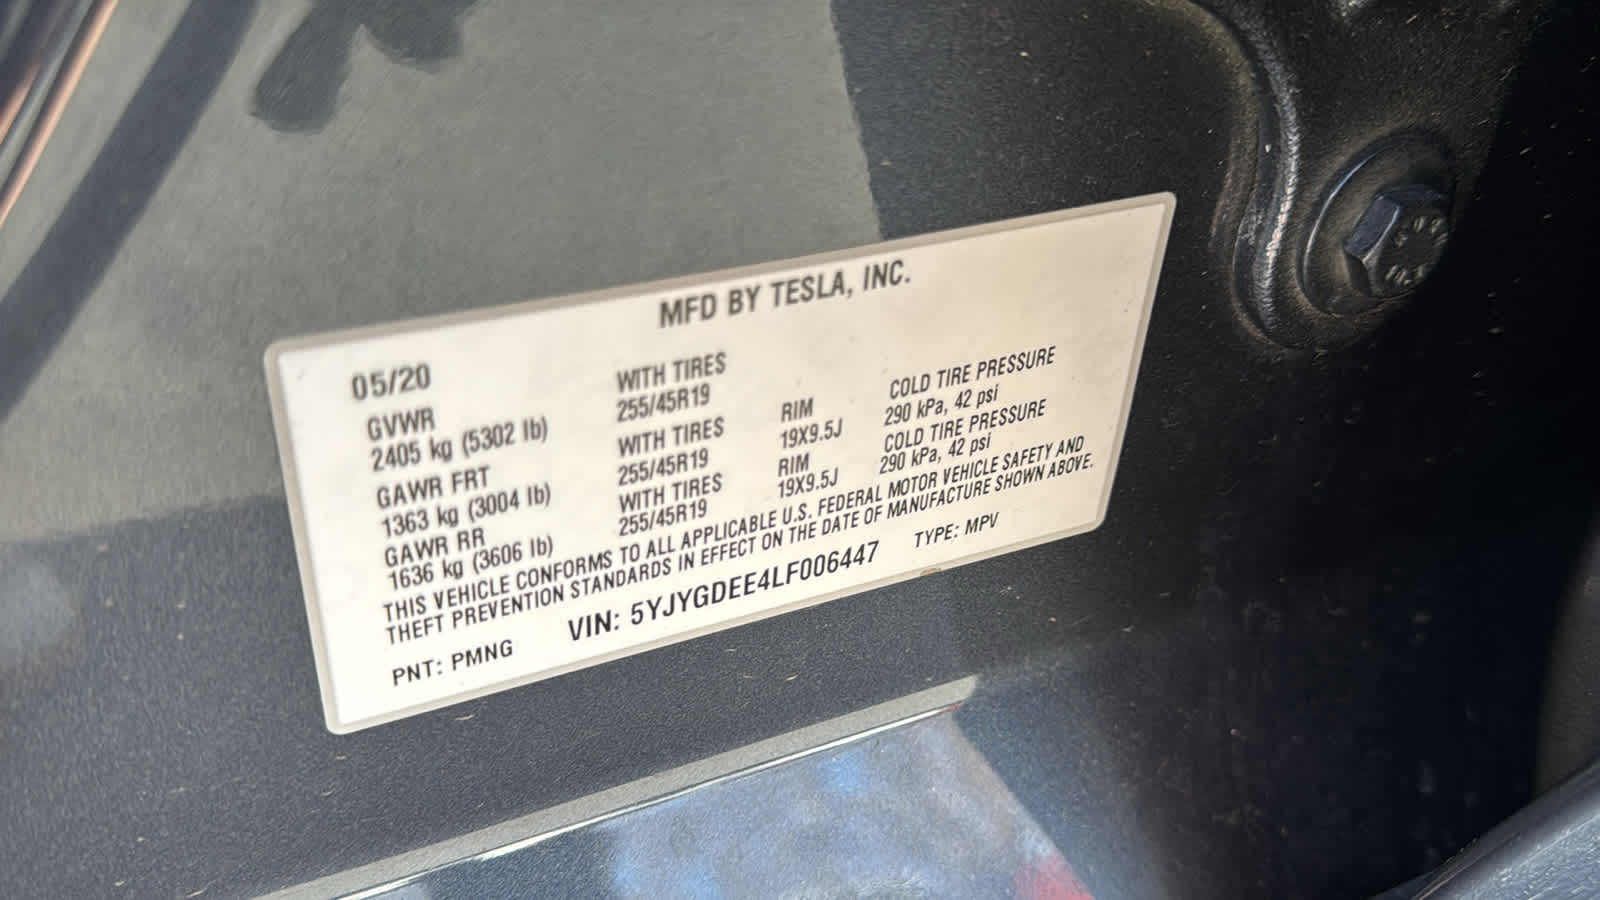 MFD BY TESLA, INC.
05/20
GVWR WITH TIRES
2405 kg (5302 lb) 255/45R19 RIM COLD TIRE PRESSURE
GAWR FRT WITH TIRES 19X9.5J 290 kPa, 42 psi
1363 kg (3004 lb) 255/45R19 RIM COLD TIRE PRESSURE
GAWR RR WITH TIRES 19X9.5J 290 kPa, 42 psi
1636 kg (3606 lb) 255/45R19
THIS VEHICLE CONFORMS TO ALL APPLICABLE U.S. FEDERAL MOTOR VEHICLE SAFETY AND
THEFT PREVENTION STANDARDS IN EFFECT ON THE DATE OF MANUFACTURE SHOWN ABOVE.
PNT: PMNG VIN: 5YJYGDEE4LF006447 TYPE: MPV